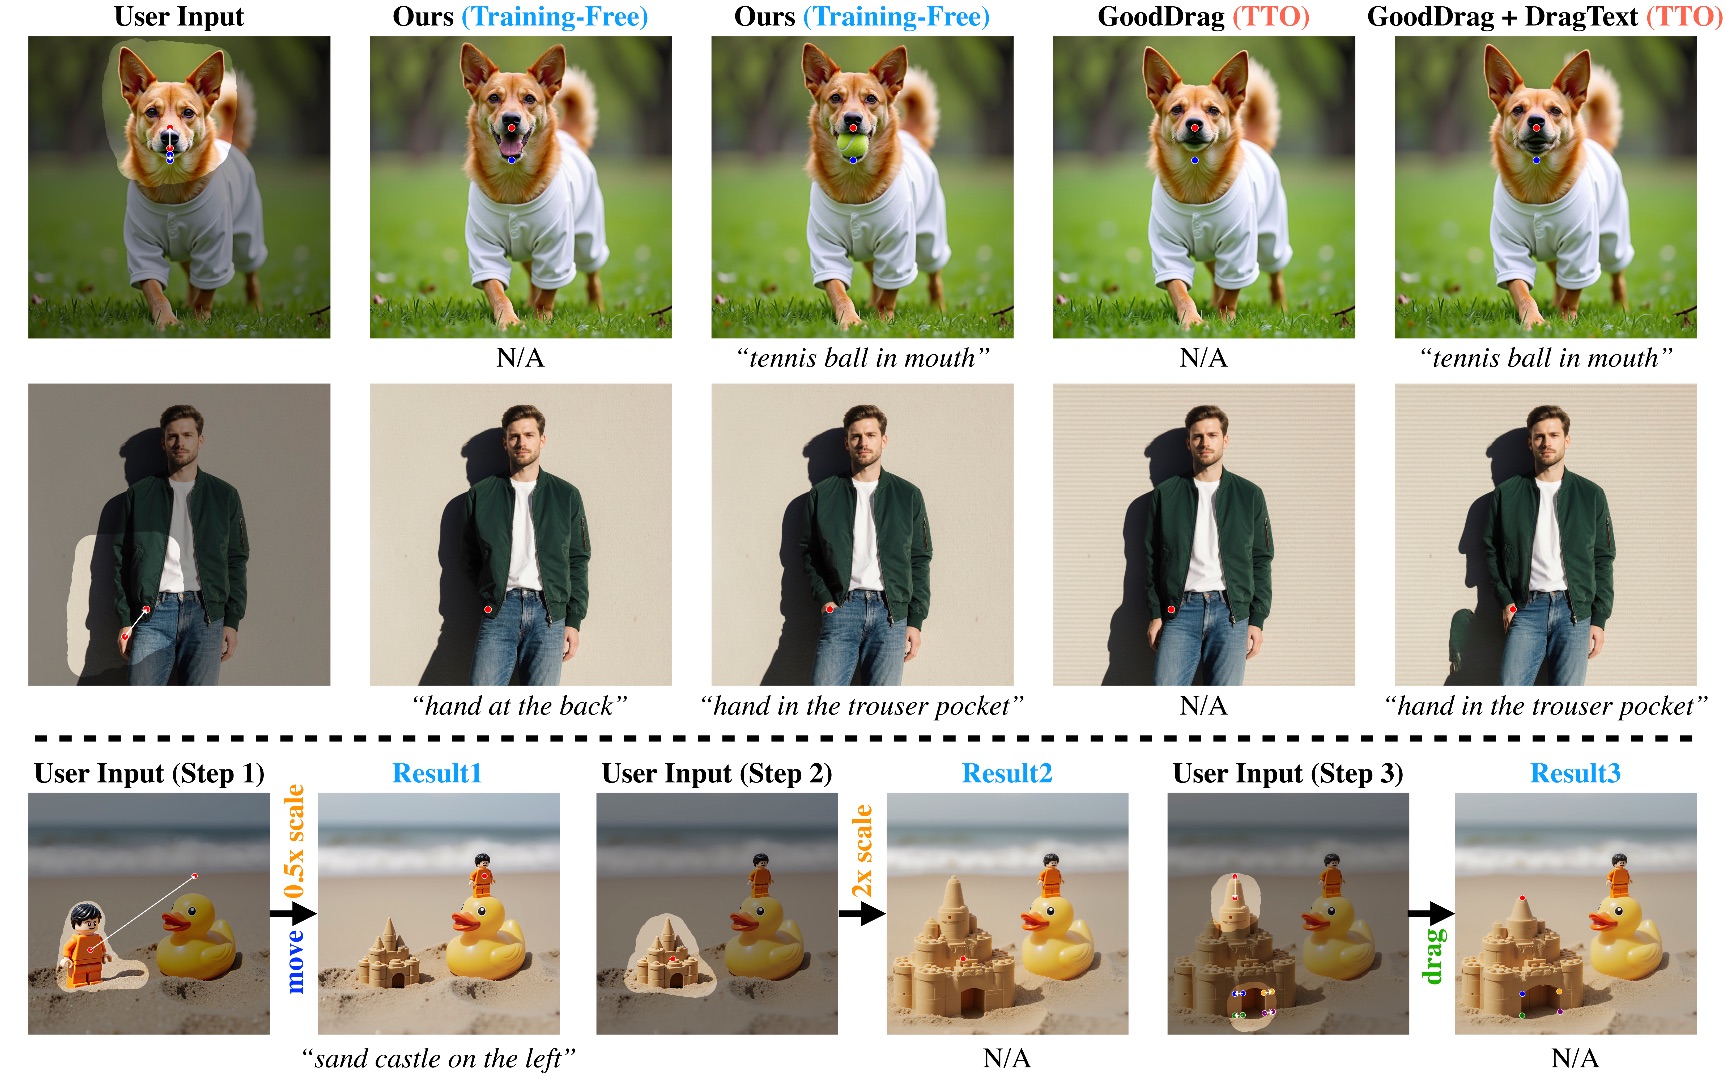 User Input
Ours (Training-Free)
Ours (Training-Free)
GoodDrag (TTO)
GoodDrag + DragText (TTO)
N/A
“tennis ball in mouth”
N/A
“tennis ball in mouth”
“hand at the back”
“hand in the trouser pocket”
N/A
“hand in the trouser pocket”
User Input (Step 1)
move 0.5x scale
Result1
User Input (Step 2)
2x scale
Result2
User Input (Step 3)
drag
Result3
“sand castle on the left”
N/A
N/A